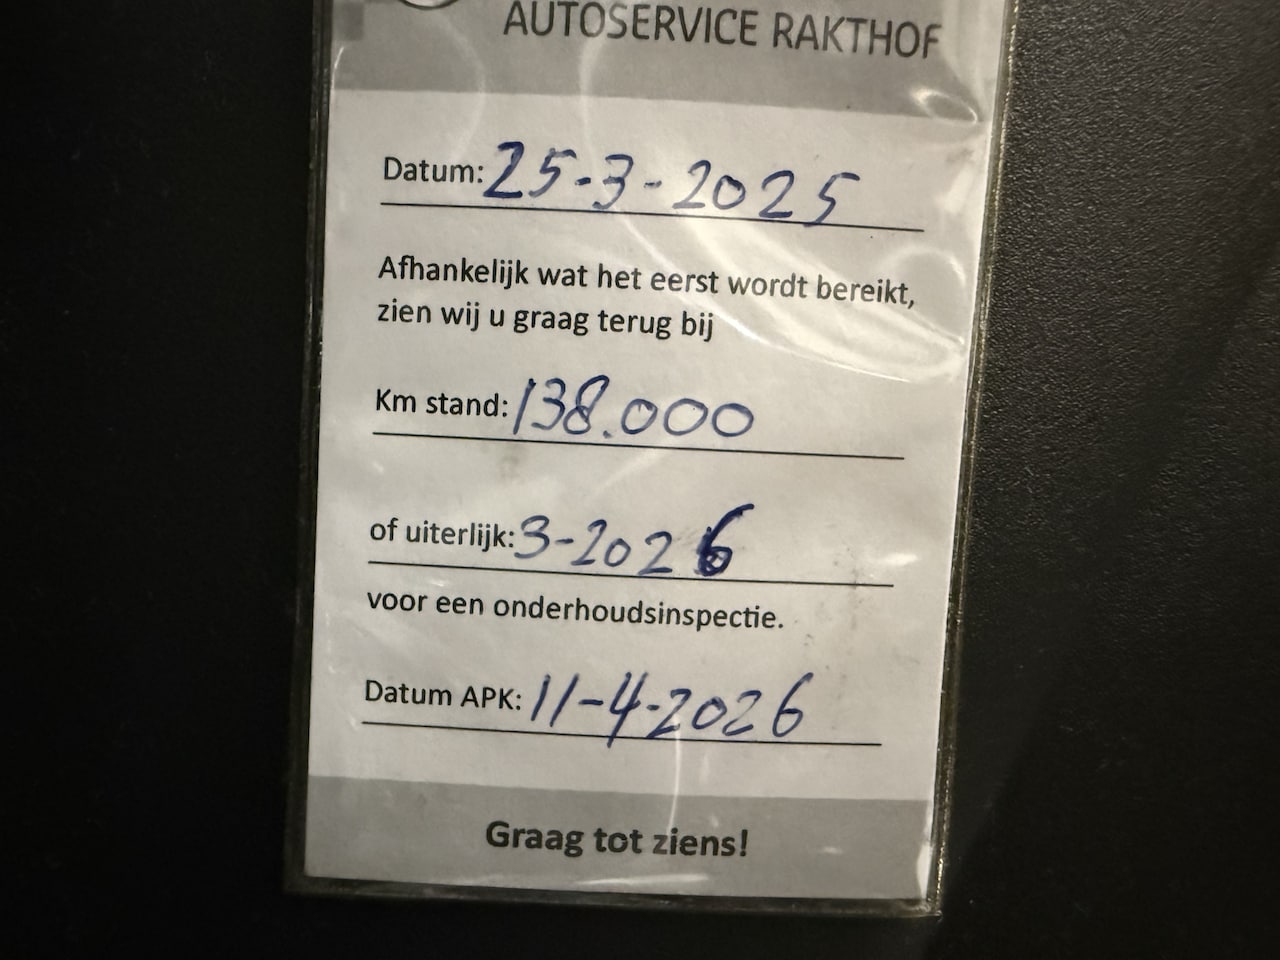 AUTOSERVICE RAKTHOF
Datum: 25-3-2025
Afhankelijk wat het eerst wordt bereikt,
zien wij u graag terug bij
Km stand: 138.000
of uiterlijk: 3-2026
voor een onderhoudsinspectie.
Datum APK: 11-4-2026
Graag tot ziens!